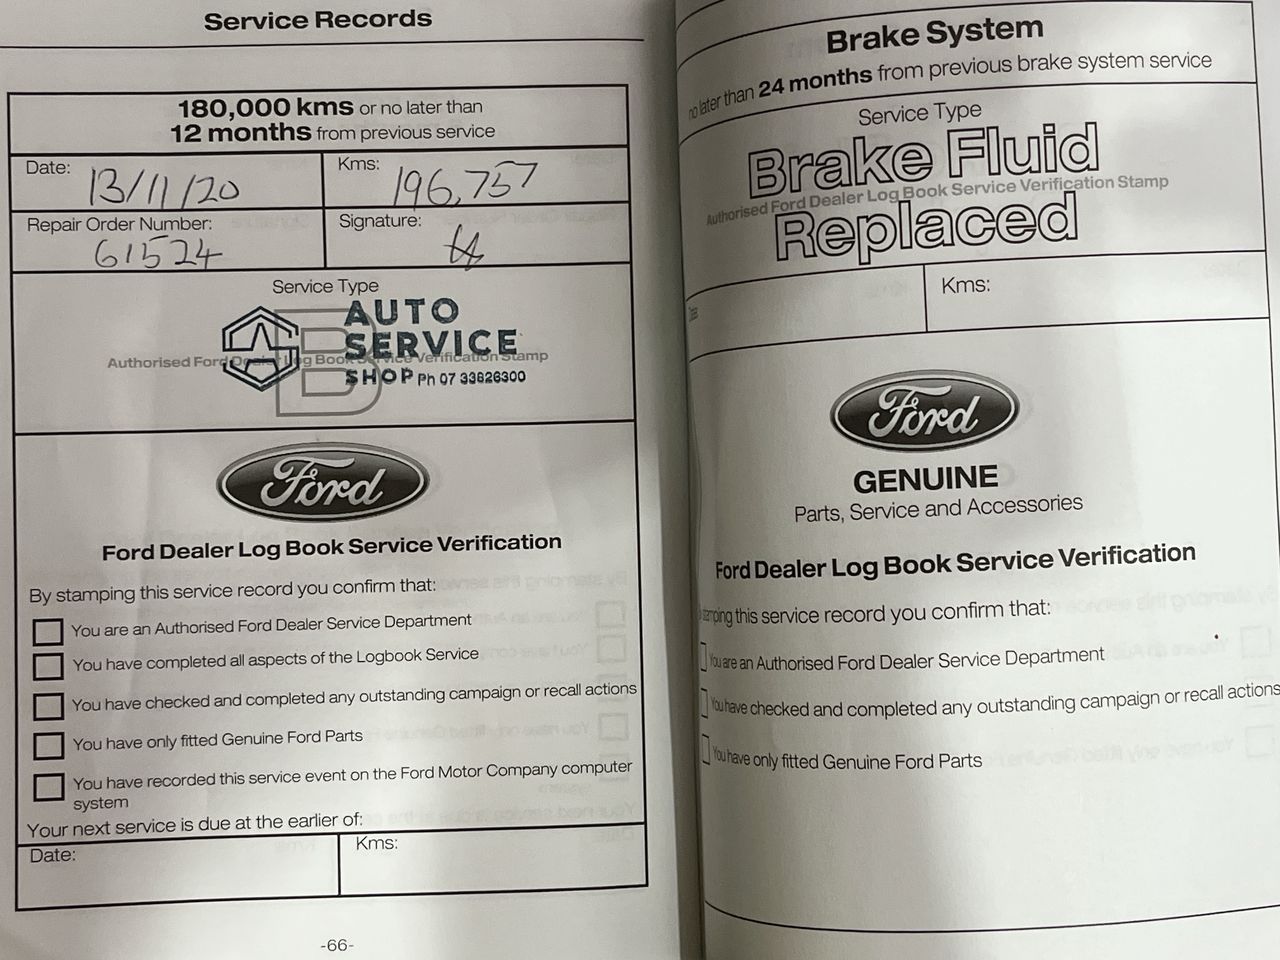 Service Records
180,000 kms or no later than
12 months from previous service
Date: 13/11/20
Kms: 196,757
Repair Order Number: 61524
Signature:
Service Type
B
Authorised Ford Dealer Log Book Service Verification Stamp
AUTO
SERVICE
SHOP Ph 07 33826300
Ford
Ford Dealer Log Book Service Verification
By stamping this service record you confirm that:
You are an Authorised Ford Dealer Service Department
You have completed all aspects of the Logbook Service
You have checked and completed any outstanding campaign or recall actions
You have only fitted Genuine Ford Parts
You have recorded this service event on the Ford Motor Company computer
system
Your next service is due at the earlier of:
Date:
Kms:
-66-
Brake System
no later than 24 months from previous brake system service
Service Type
Brake Fluid
Authorised Ford Dealer Log Book Service Verification Stamp
Replaced
Date:
Kms:
Ford
GENUINE
Parts, Service and Accessories
Ford Dealer Log Book Service Verification
stamping this service record you confirm that:
You are an Authorised Ford Dealer Service Department
You have checked and completed any outstanding campaign or recall actions
You have only fitted Genuine Ford Parts